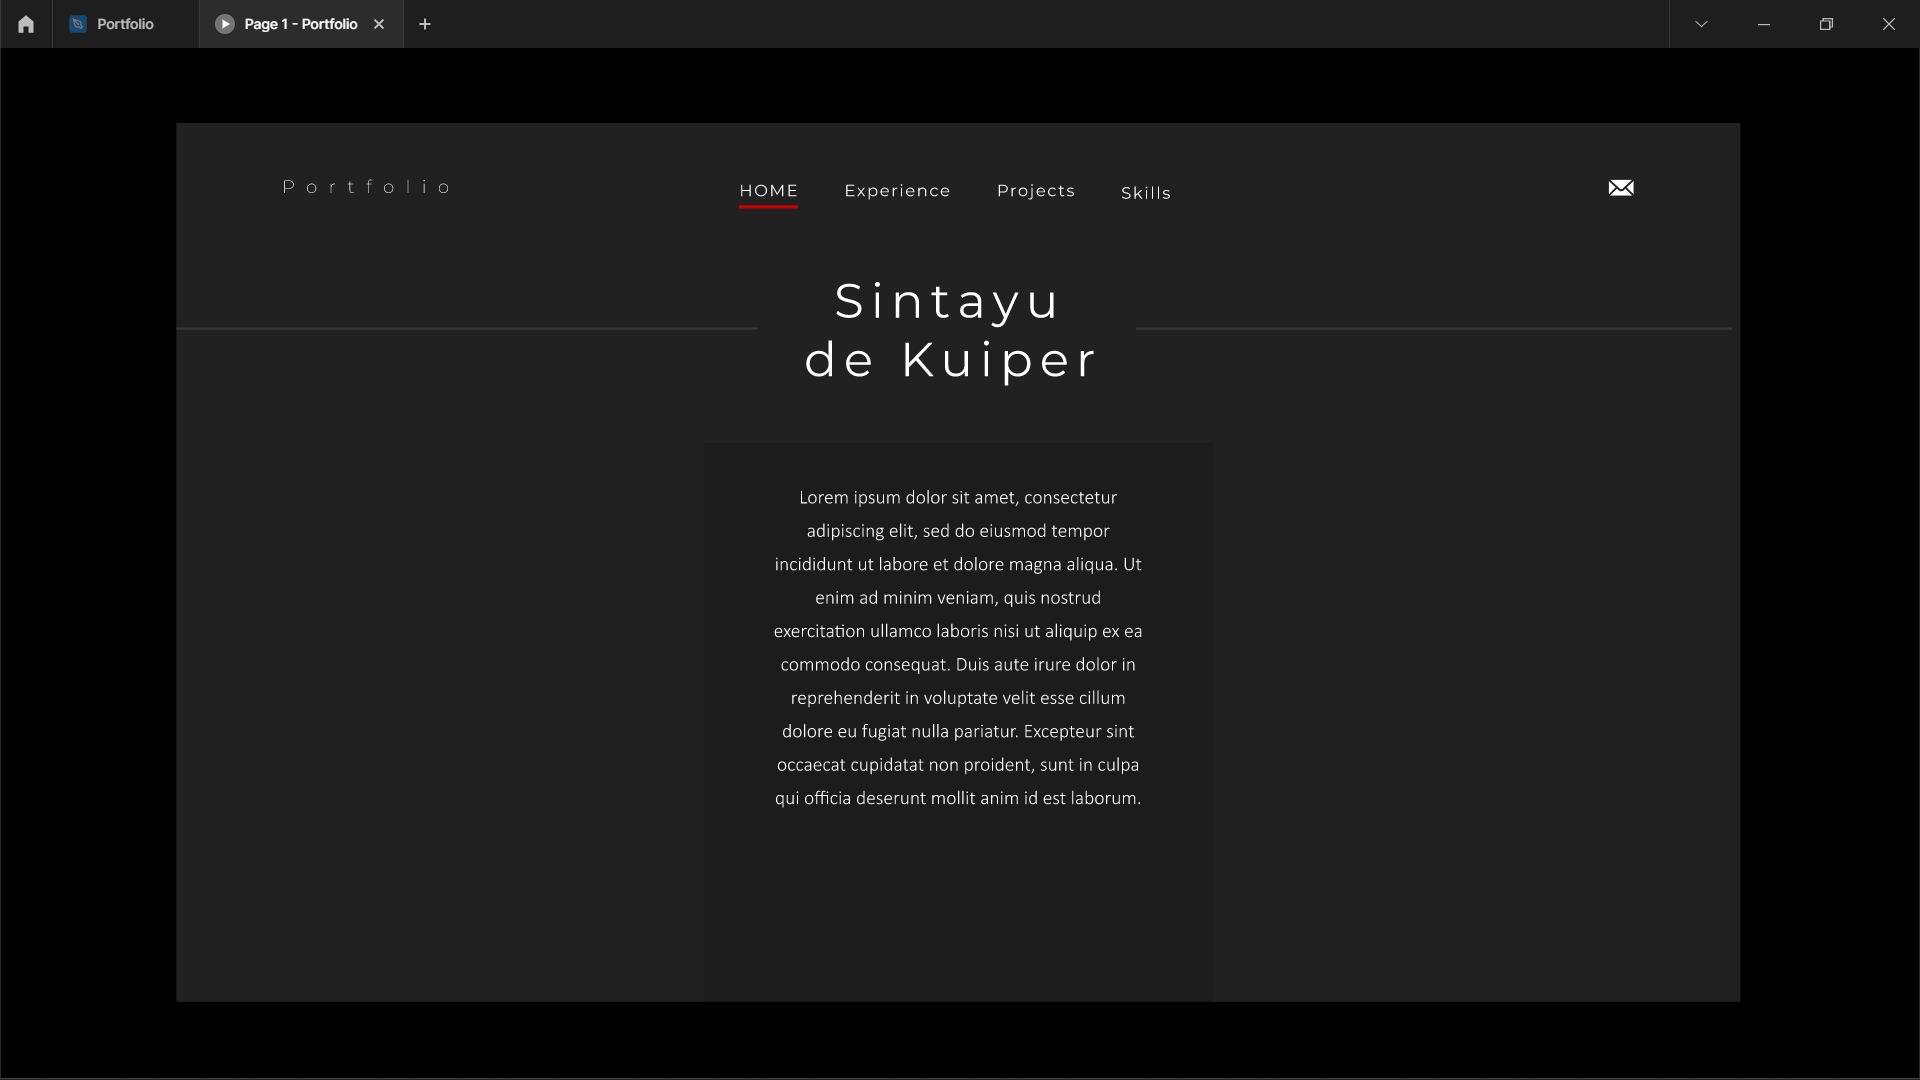 Portfolio
Page 1 - Portfolio
Portfolio
HOME Experience Projects Skills
Sintayu
de Kuiper
Lorem ipsum dolor sit amet, consectetur
adipiscing elit, sed do eiusmod tempor
incididunt ut labore et dolore magna aliqua. Ut
enim ad minim veniam, quis nostrud
exercitation ullamco laboris nisi ut aliquip ex ea
commodo consequat. Duis aute irure dolor in
reprehenderit in voluptate velit esse cillum
dolore eu fugiat nulla pariatur. Excepteur sint
occaecat cupidatat non proident, sunt in culpa
qui officia deserunt mollit anim id est laborum.